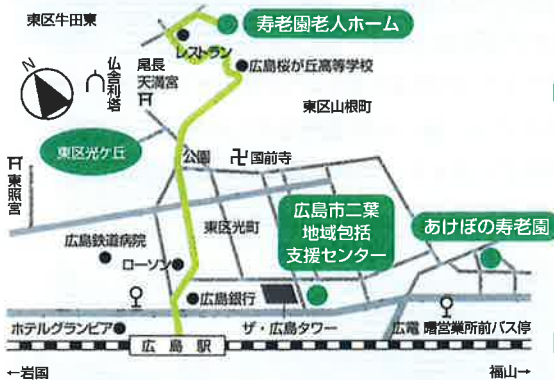 東区牛田東
寿老園老人ホーム
レストラン
広島桜が丘高等学校
N
仏舎利塔
尾長
天満宮
東区山根町
東区光ケ丘
公園
卍国前寺
東照宮
東区光町
広島市二葉
地域包括
支援センター
あけぼの寿老園
広島鉄道病院
ローソン
広島銀行
ホテルグランビア
ザ・広島タワー
広電 曙営業所前バス停
広島駅
←岩国
福山→